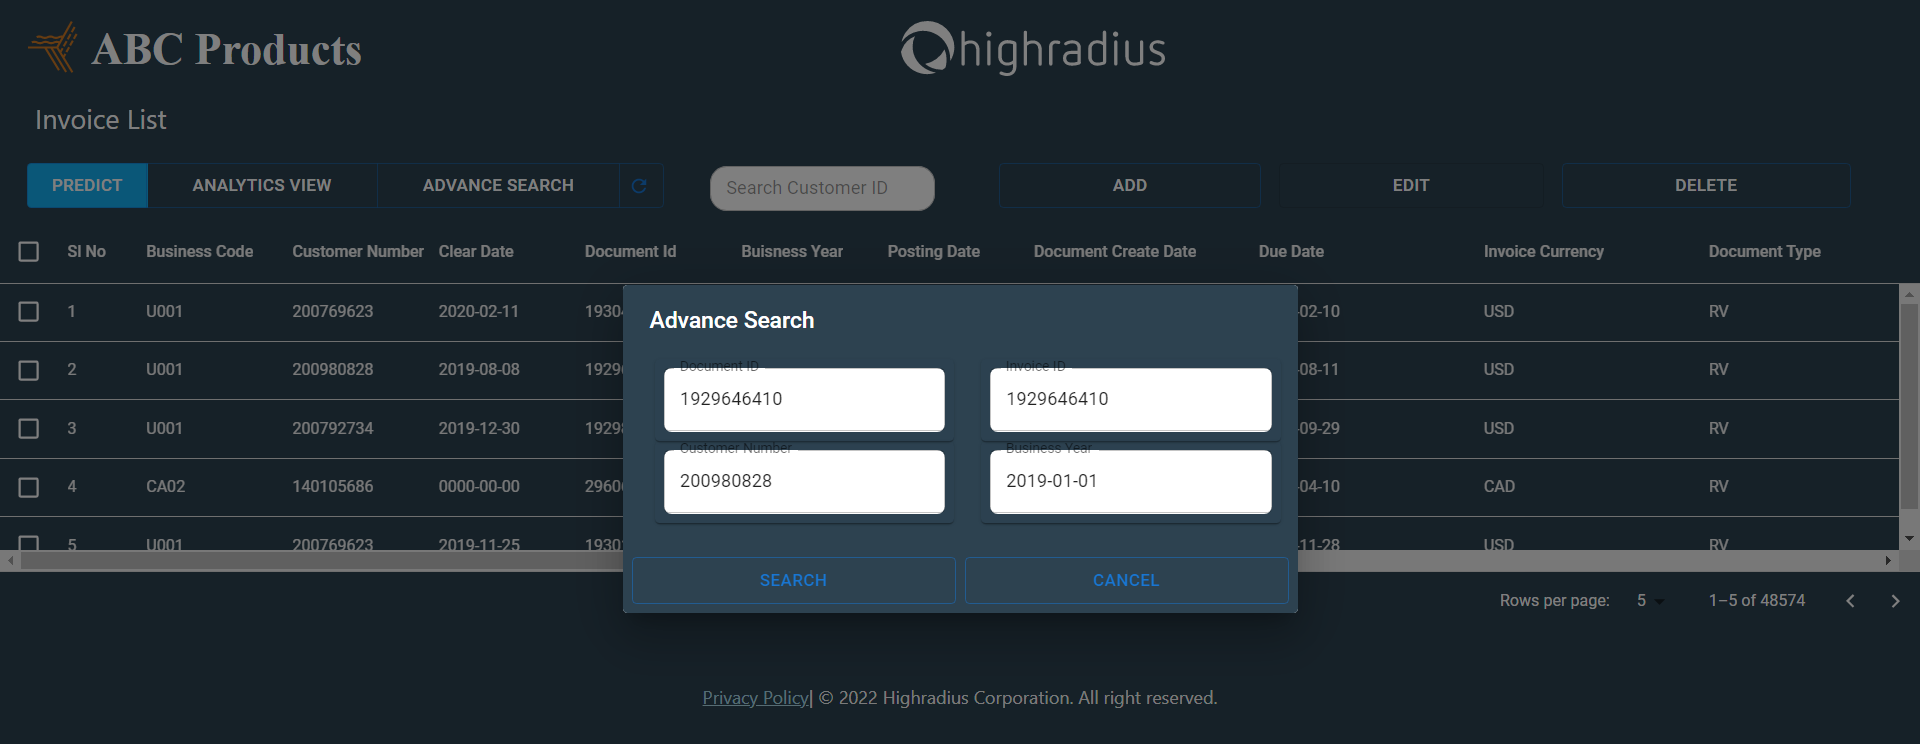 ABC Products
highradius
Invoice List
PREDICT ANALYTICS VIEW ADVANCE SEARCH Search Customer ID ADD EDIT DELETE
Sl No Business Code Customer Number Clear Date Document Id Buisness Year Posting Date Document Create Date Due Date Invoice Currency Document Type
1 U001 200769623 2020-02-11 1930 -02-10 USD RV
2 U001 200980828 2019-08-08 1929 -08-11 USD RV
3 U001 200792734 2019-12-30 1929 -09-29 USD RV
4 CA02 140105686 0000-00-00 2960 -04-10 CAD RV
5 U001 200769623 2019-11-25 1930 -11-28 USD RV
Advance Search
Document ID Invoice ID
1929646410 1929646410
Customer Number Business Year
200980828 2019-01-01
SEARCH CANCEL
Rows per page: 5 1–5 of 48574
Privacy Policy| © 2022 Highradius Corporation. All right reserved.